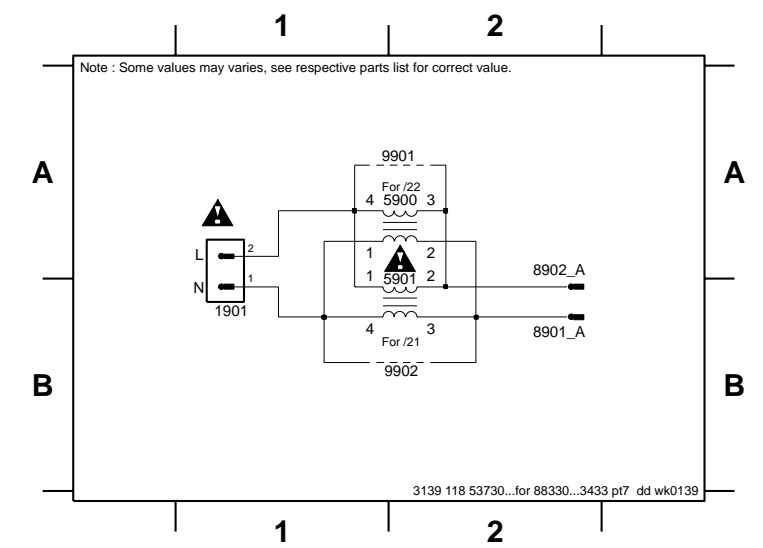 1 2
Note : Some values may varies, see respective parts list for correct value.
A A
9901
For /22
4 5900 3
L 2
1 2
N 1
1 5901 2
8902_A
1901
4 3
8901_A
For /21
9902
B B
3139 118 53730...for 88330...3433 pt7 dd wk0139
1 2